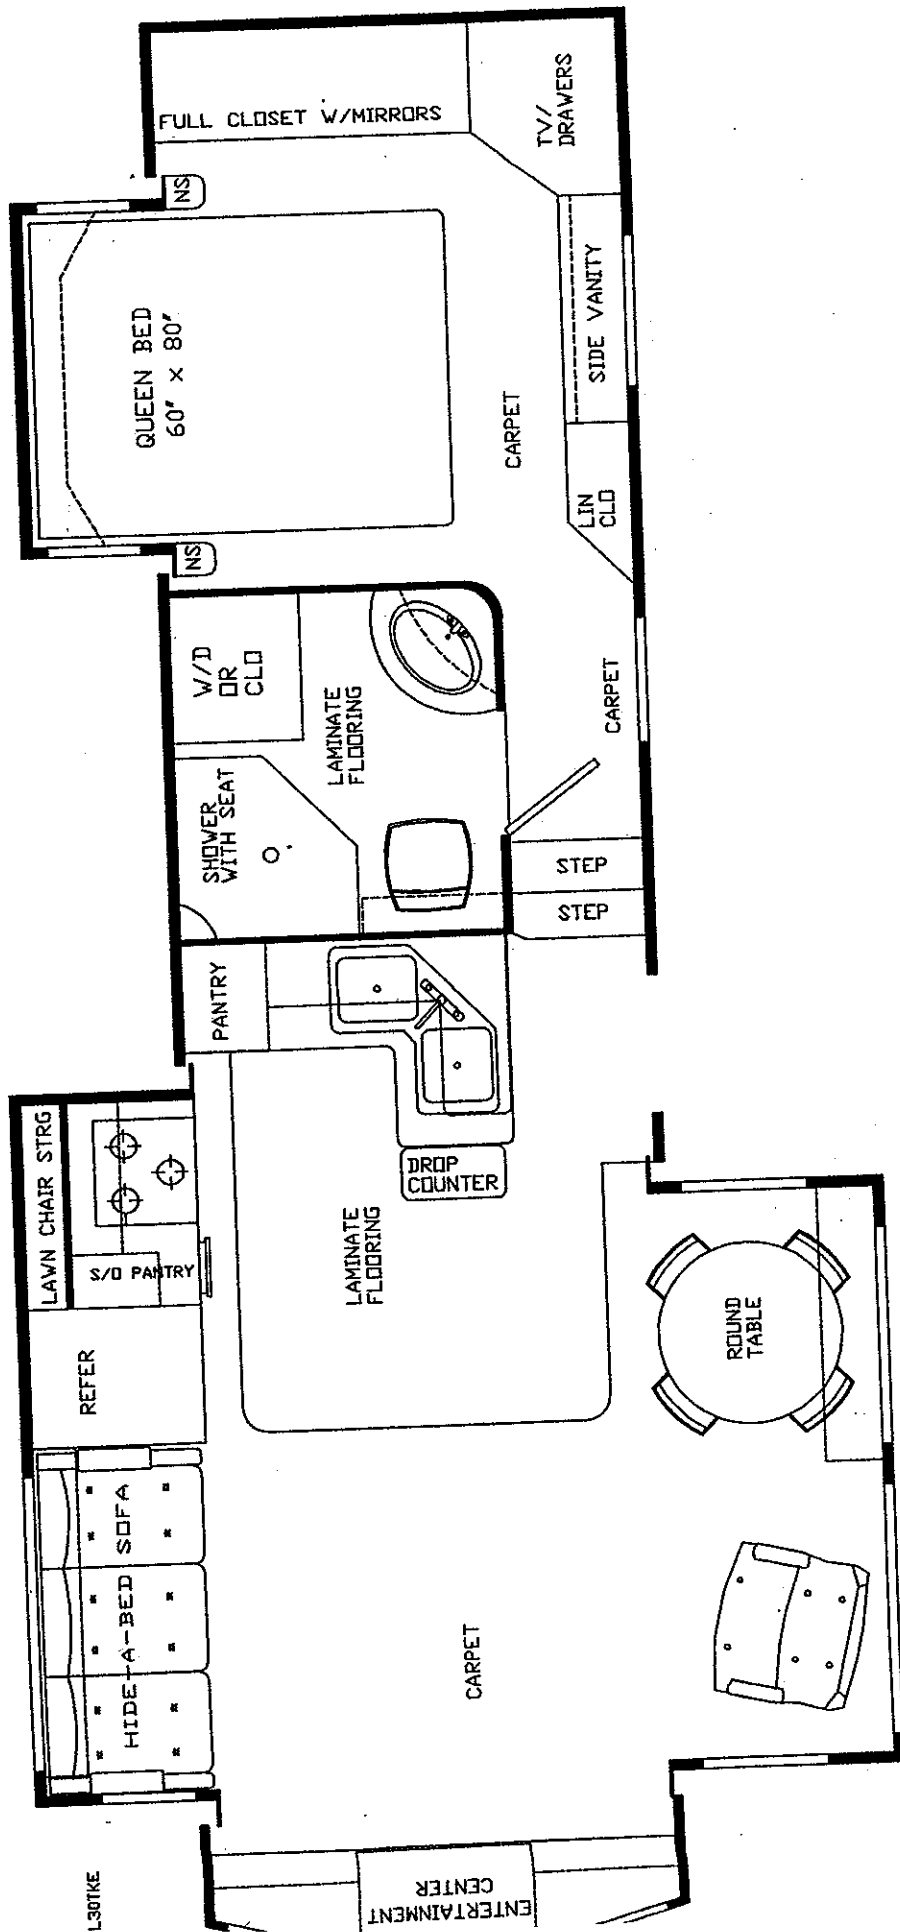 FULL CLOSET W/MIRRORS
TV/
DRAWERS
NS
QUEEN BED
60" x 80"
SIDE VANITY
CARPET
LIN
CLO
NS
W/D
OR
CLO
LAMINATE
FLOORING
CARPET
SHOWER
WITH SEAT
STEP
STEP
PANTRY
LAWN CHAIR STRG
DROP
COUNTER
S/O PANTRY
LAMINATE
FLOORING
ROUND
TABLE
REFER
HIDE-A-BED SOFA
CARPET
ENTERTAINMENT
CENTER
L30TKE